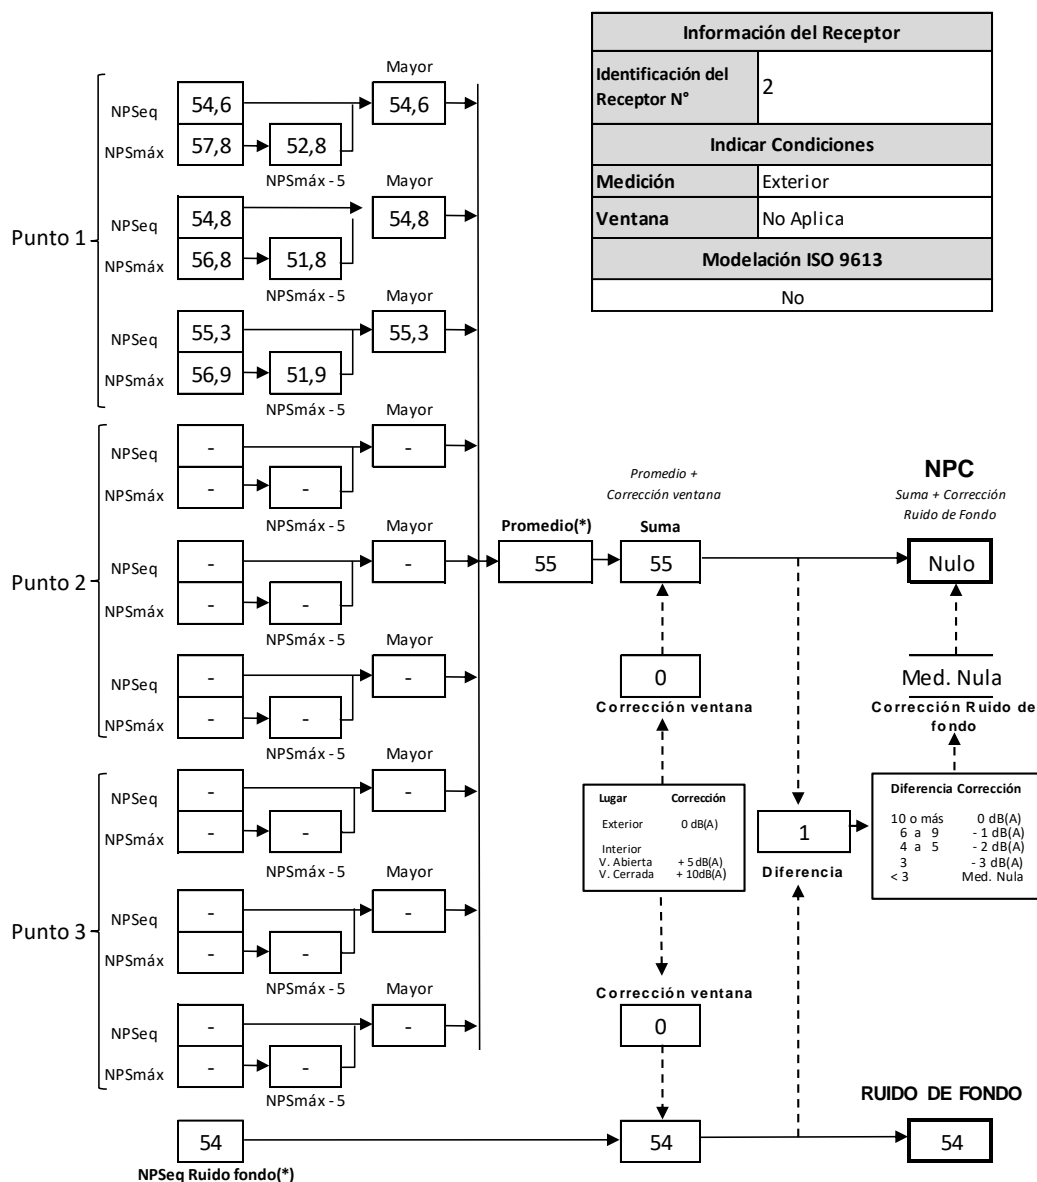 Información del Receptor
Identificación del Receptor N°
2
Indicar Condiciones
Medición
Exterior
Ventana
No Aplica
Modelación ISO 9613
No
Punto 1
Mayor
NPSeq
54,6
54,6
NPSmáx
57,8
52,8
NPSmáx - 5
Mayor
NPSeq
54,8
54,8
NPSmáx
56,8
51,8
NPSmáx - 5
Mayor
NPSeq
55,3
55,3
NPSmáx
56,9
51,9
NPSmáx - 5
Punto 2
Mayor
NPSeq
-
-
NPSmáx
-
-
NPSmáx - 5
Mayor
NPSeq
-
-
NPSmáx
-
-
NPSmáx - 5
Mayor
NPSeq
-
-
NPSmáx
-
-
NPSmáx - 5
Punto 3
Mayor
NPSeq
-
-
NPSmáx
-
-
NPSmáx - 5
Mayor
NPSeq
-
-
NPSmáx
-
-
NPSmáx - 5
Mayor
NPSeq
-
-
NPSmáx
-
-
NPSmáx - 5
54
NPSeq Ruido fondo(*)
Promedio(*)
55
Promedio +
Corrección ventana
Suma
55
0
Corrección ventana
Lugar Corrección
Exterior 0 dB(A)
Interior
V. Abierta + 5 dB(A)
V. Cerrada + 10dB(A)
Corrección ventana
0
54
1
Diferencia
NPC
Suma + Corrección
Ruido de Fondo
Nulo
Med. Nula
Corrección Ruido de
fondo
Diferencia Corrección
10 o más 0 dB(A)
6 a 9 - 1 dB(A)
4 a 5 - 2 dB(A)
3 - 3 dB(A)
< 3 Med. Nula
RUIDO DE FONDO
54